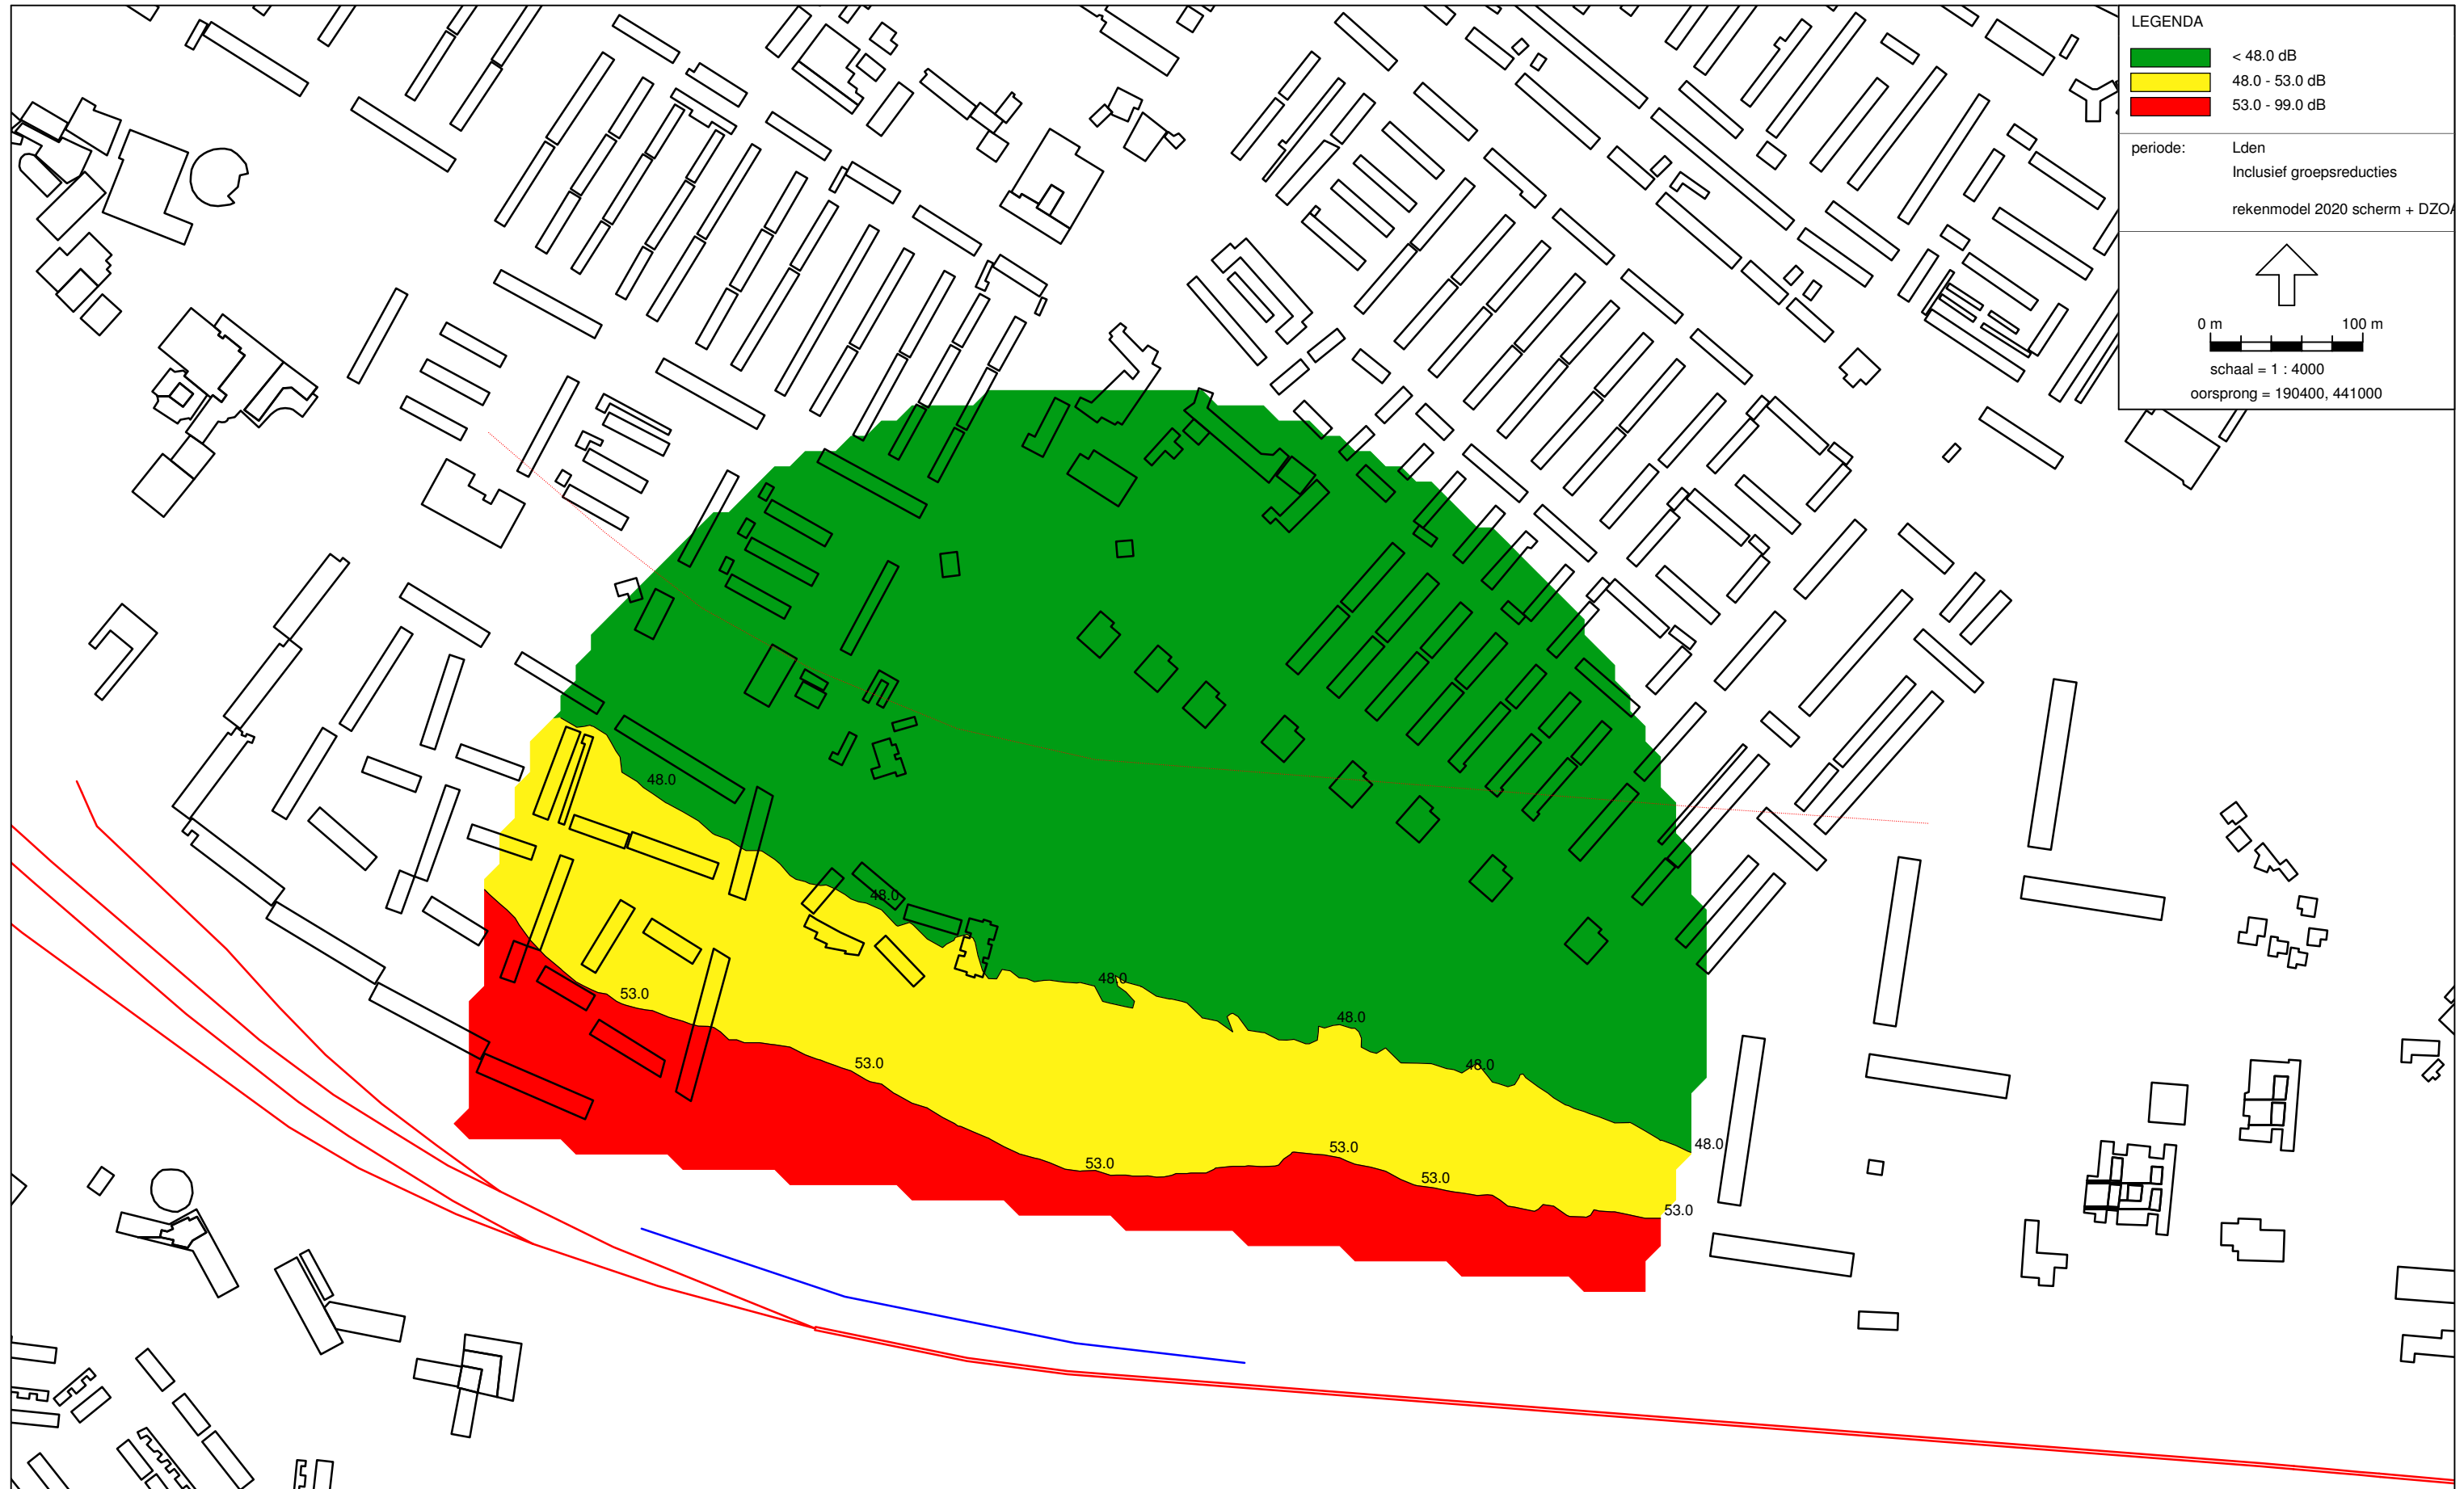 LEGENDA
< 48.0 dB
48.0 - 53.0 dB
53.0 - 99.0 dB
periode: Lden
Inclusief groepsreducties
rekenmodel 2020 scherm + DZOA
0 m 100 m
schaal = 1 : 4000
oorsprong = 190400, 441000
48.0
48.0
48.0
53.0
48.0
53.0
48.0
48.0
53.0
53.0
53.0
53.0